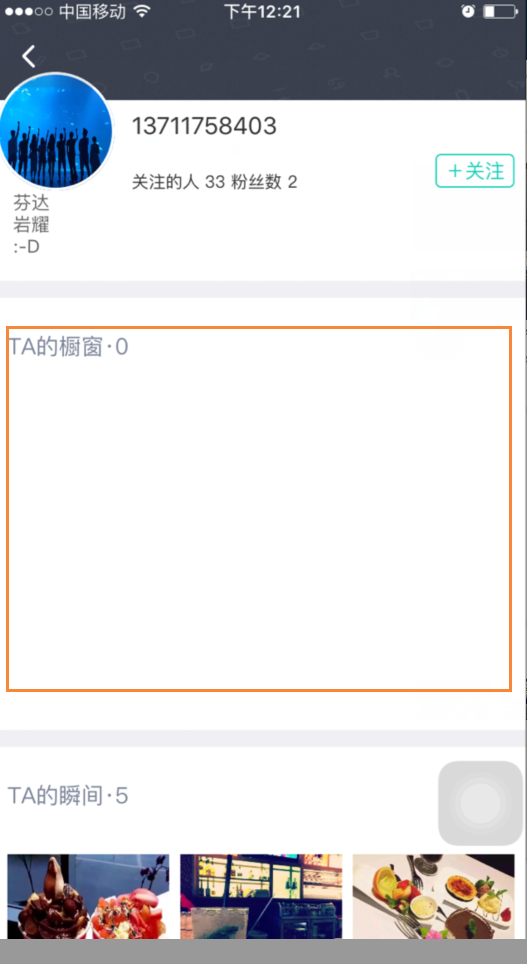 中国移动 下午12:21
13711758403
关注的人 33 粉丝数 2
+关注
芬达
岩耀
:-D
TA的橱窗·0
TA的瞬间·5